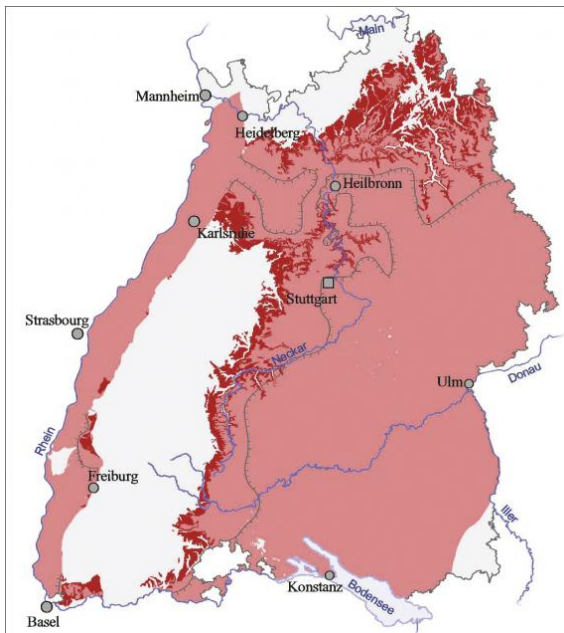 Main
Mannheim
Heidelberg
Heilbronn
Karlsruhe
Stuttgart
Strasbourg
Neckar
Ulm
Donau
Rhein
Freiburg
Iller
Konstanz
Bodensee
Basel